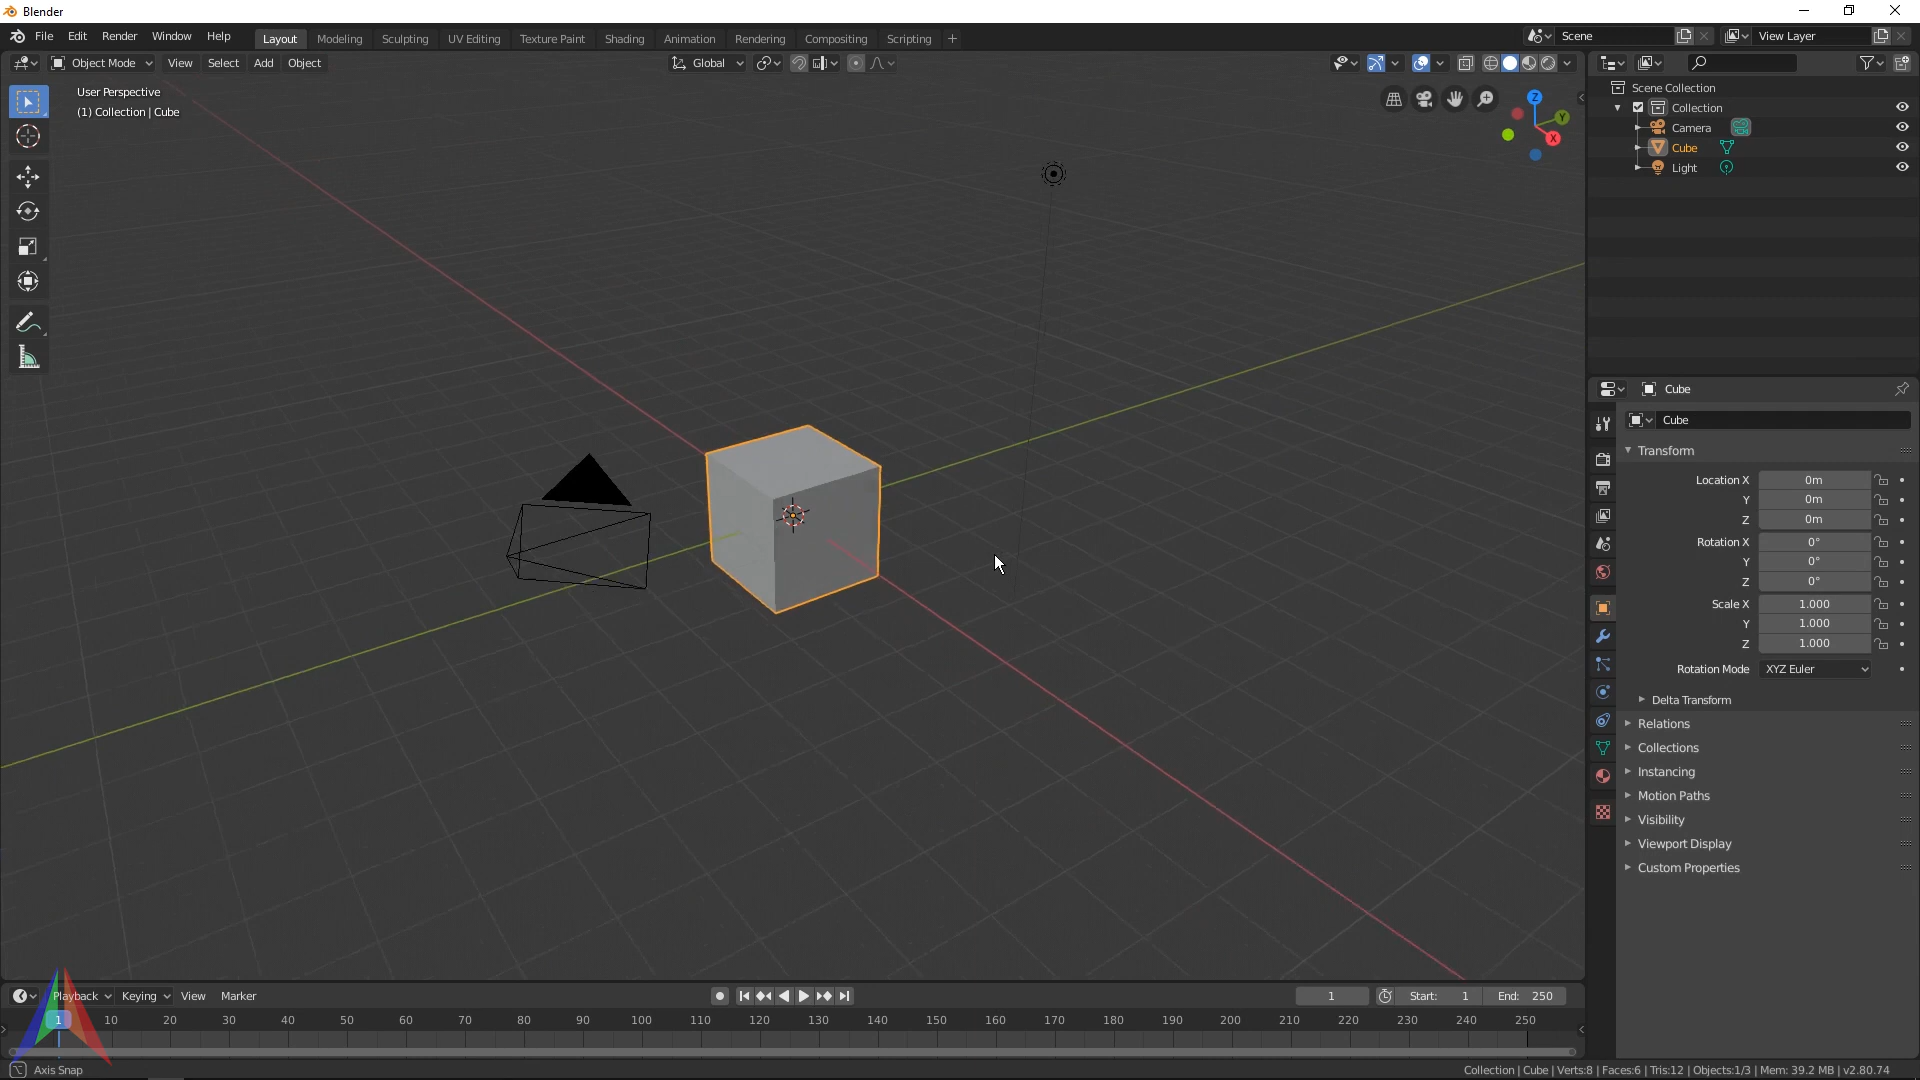 Blender
File Edit Render Window Help Layout Modeling Sculpting UV Editing Texture Paint Shading Animation Rendering Compositing Scripting + Scene View Layer
Object Mode View Select Add Object Global
User Perspective
(1) Collection | Cube
Z
Y
X
Scene Collection
Collection
Camera
Cube
Light
Cube
Cube
Transform
Location X 0m
Y 0m
Z 0m
Rotation X 0°
Y 0°
Z 0°
Scale X 1.000
Y 1.000
Z 1.000
Rotation Mode XYZ Euler
Delta Transform
Relations
Collections
Instancing
Motion Paths
Visibility
Viewport Display
Custom Properties
Playback Keying View Marker 1 Start: 1 End: 250
1 10 20 30 40 50 60 70 80 90 100 110 120 130 140 150 160 170 180 190 200 210 220 230 240 250
Axis Snap Collection | Cube | Verts:8 | Faces:6 | Tris:12 | Objects:1/3 | Mem: 39.2 MB | v2.80.74